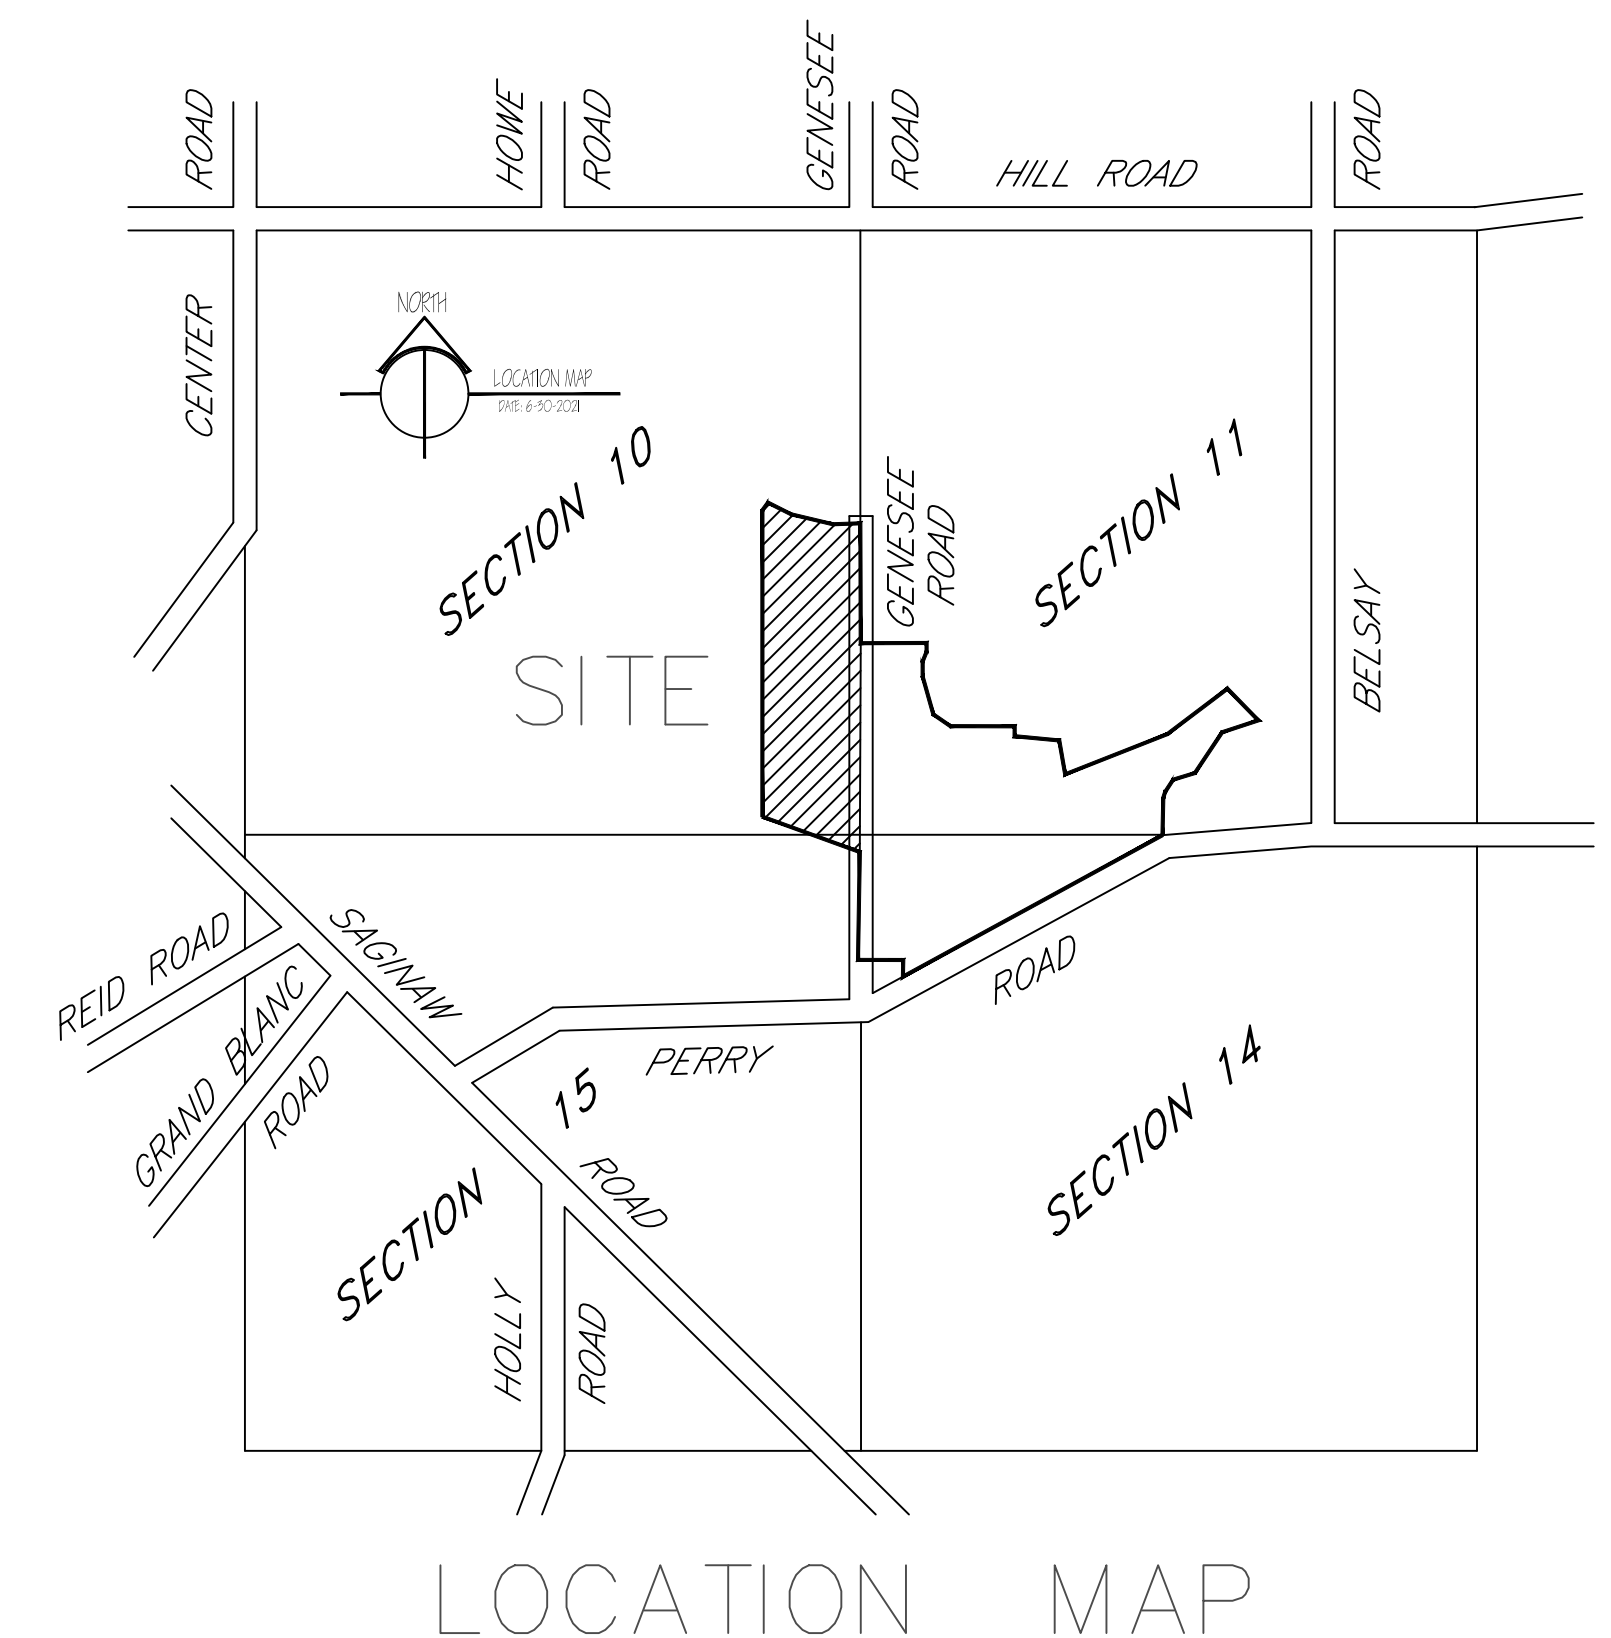 GENESEE
ROAD
HOWE
ROAD
ROAD
ROAD
HILL ROAD
CENTER
NORTH
LOCATION MAP
DATE: 6-30-2021
SECTION 10
SECTION 11
GENESEE
ROAD
BELSAY
SITE
REID ROAD
SAGINAW
ROAD
GRAND BLANC
ROAD
PERRY
ROAD
SECTION 15
SECTION 14
HOLLY
ROAD
LOCATION MAP